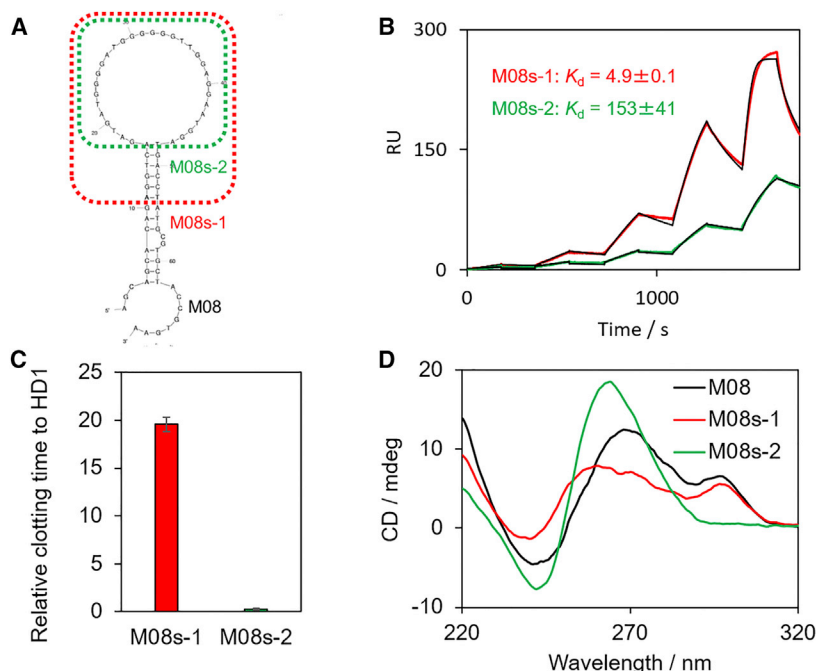 A
M08s-2
M08s-1
M08
20
10
60
5'
3'
B
300
150
0
RU
M08s-1: Kd = 4.9±0.1
M08s-2: Kd = 153±41
0
1000
Time / s
C
Relative clotting time to HD1
25
20
15
10
5
0
M08s-1
M08s-2
D
CD / mdeg
20
10
0
-10
M08
M08s-1
M08s-2
220
270
320
Wavelength / nm